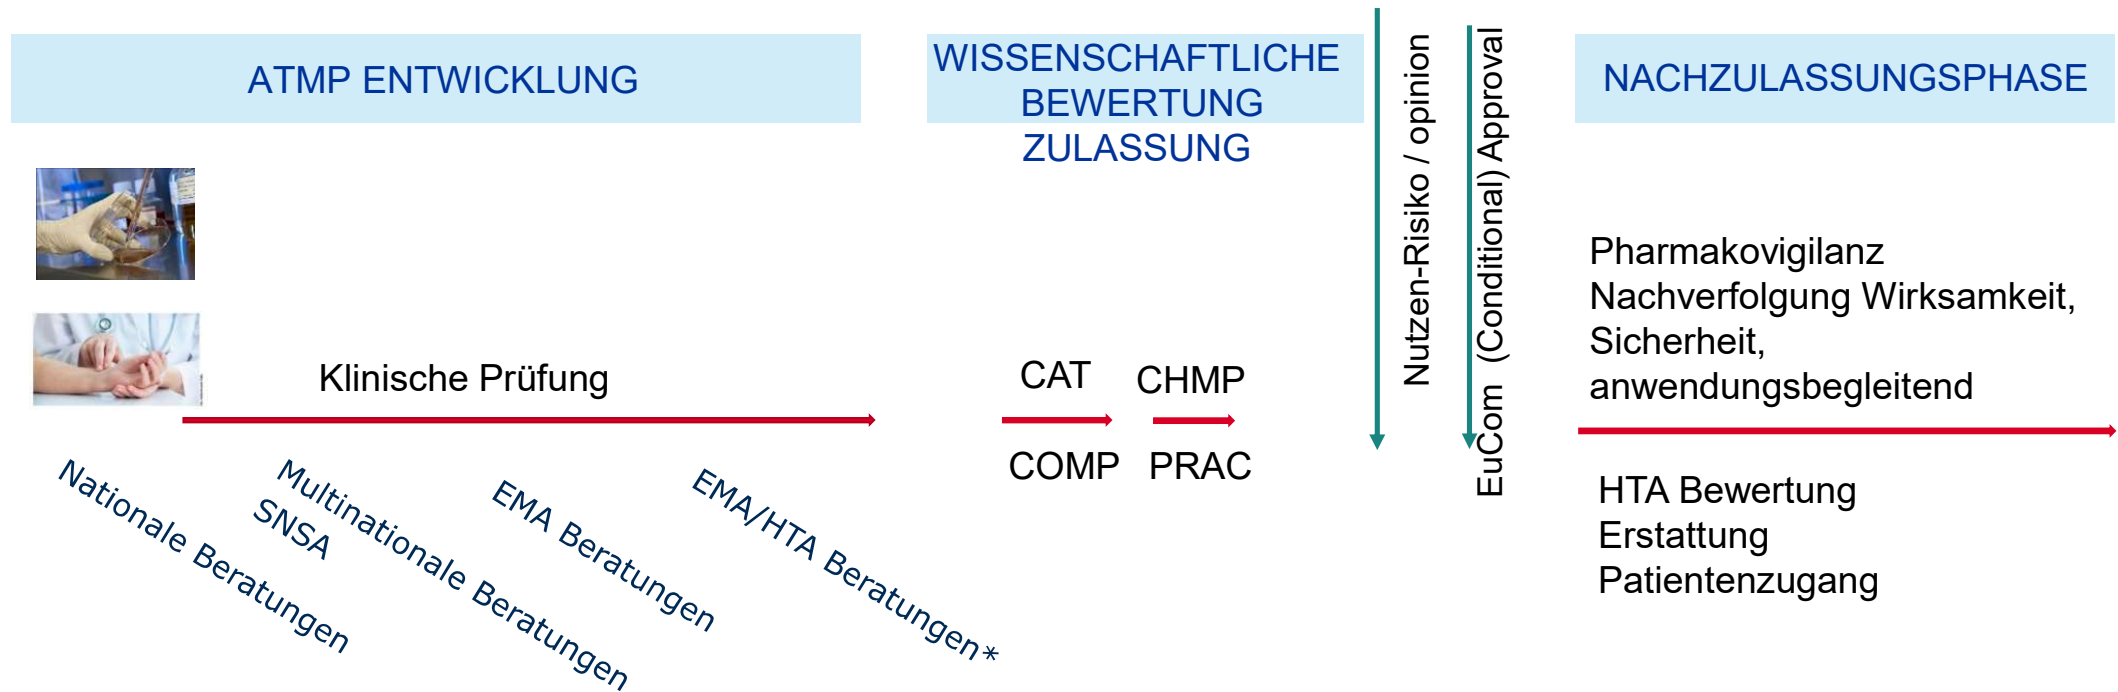 ATMP ENTWICKLUNG
WISSENSCHAFTLICHE
BEWERTUNG
ZULASSUNG
Nutzen-Risiko / opinion
EuCom (Conditional) Approval
NACHZULASSUNGSPHASE
Klinische Prüfung
CAT
CHMP
COMP
PRAC
Pharmakovigilanz
Nachverfolgung Wirksamkeit,
Sicherheit,
anwendungsbegleitend
Nationale Beratungen
Multinationale Beratungen
SNSA
EMA Beratungen
EMA/HTA Beratungen*
HTA Bewertung
Erstattung
Patientenzugang